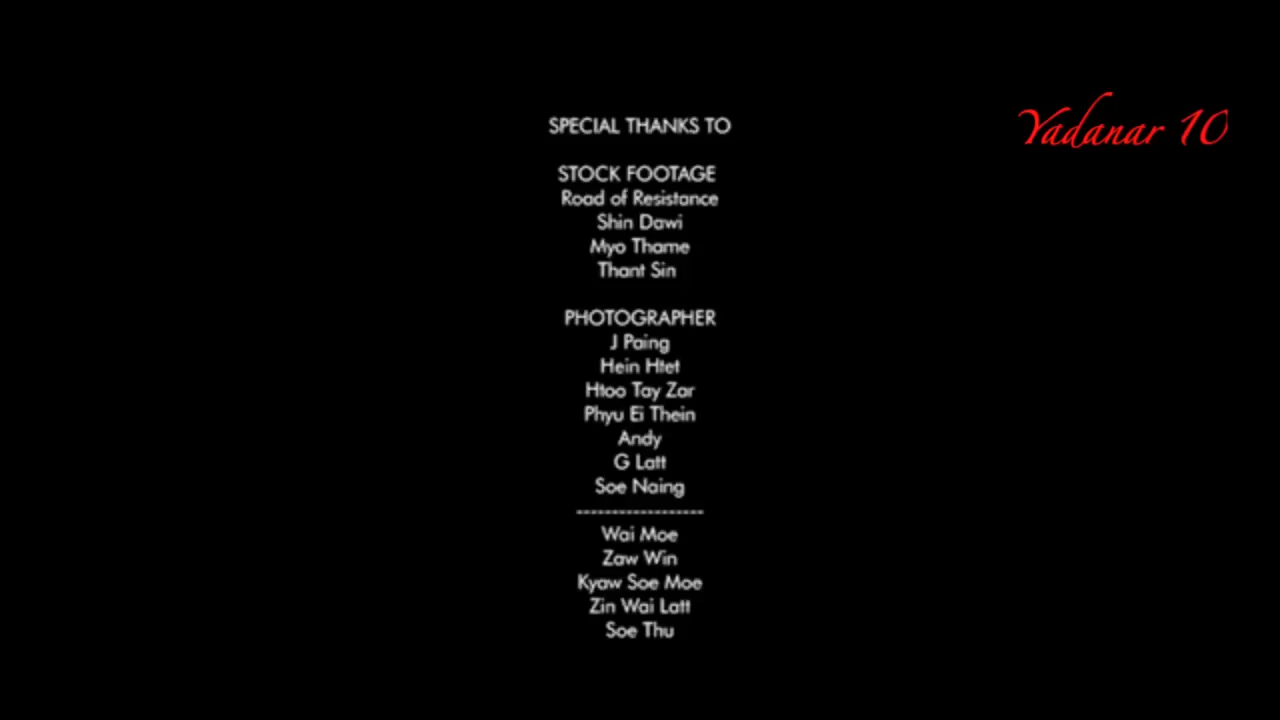 SPECIAL THANKS TO
Yadanar 10
STOCK FOOTAGE
Road of Resistance
Shin Dawi
Myo Thame
Thant Sin
PHOTOGRAPHER
J Paing
Hein Htet
Htoo Tay Zar
Phyu Ei Thein
Andy
G Latt
Soe Naing
-------------------
Wai Moe
Zaw Win
Kyaw Soe Moe
Zin Wai Latt
Soe Thu